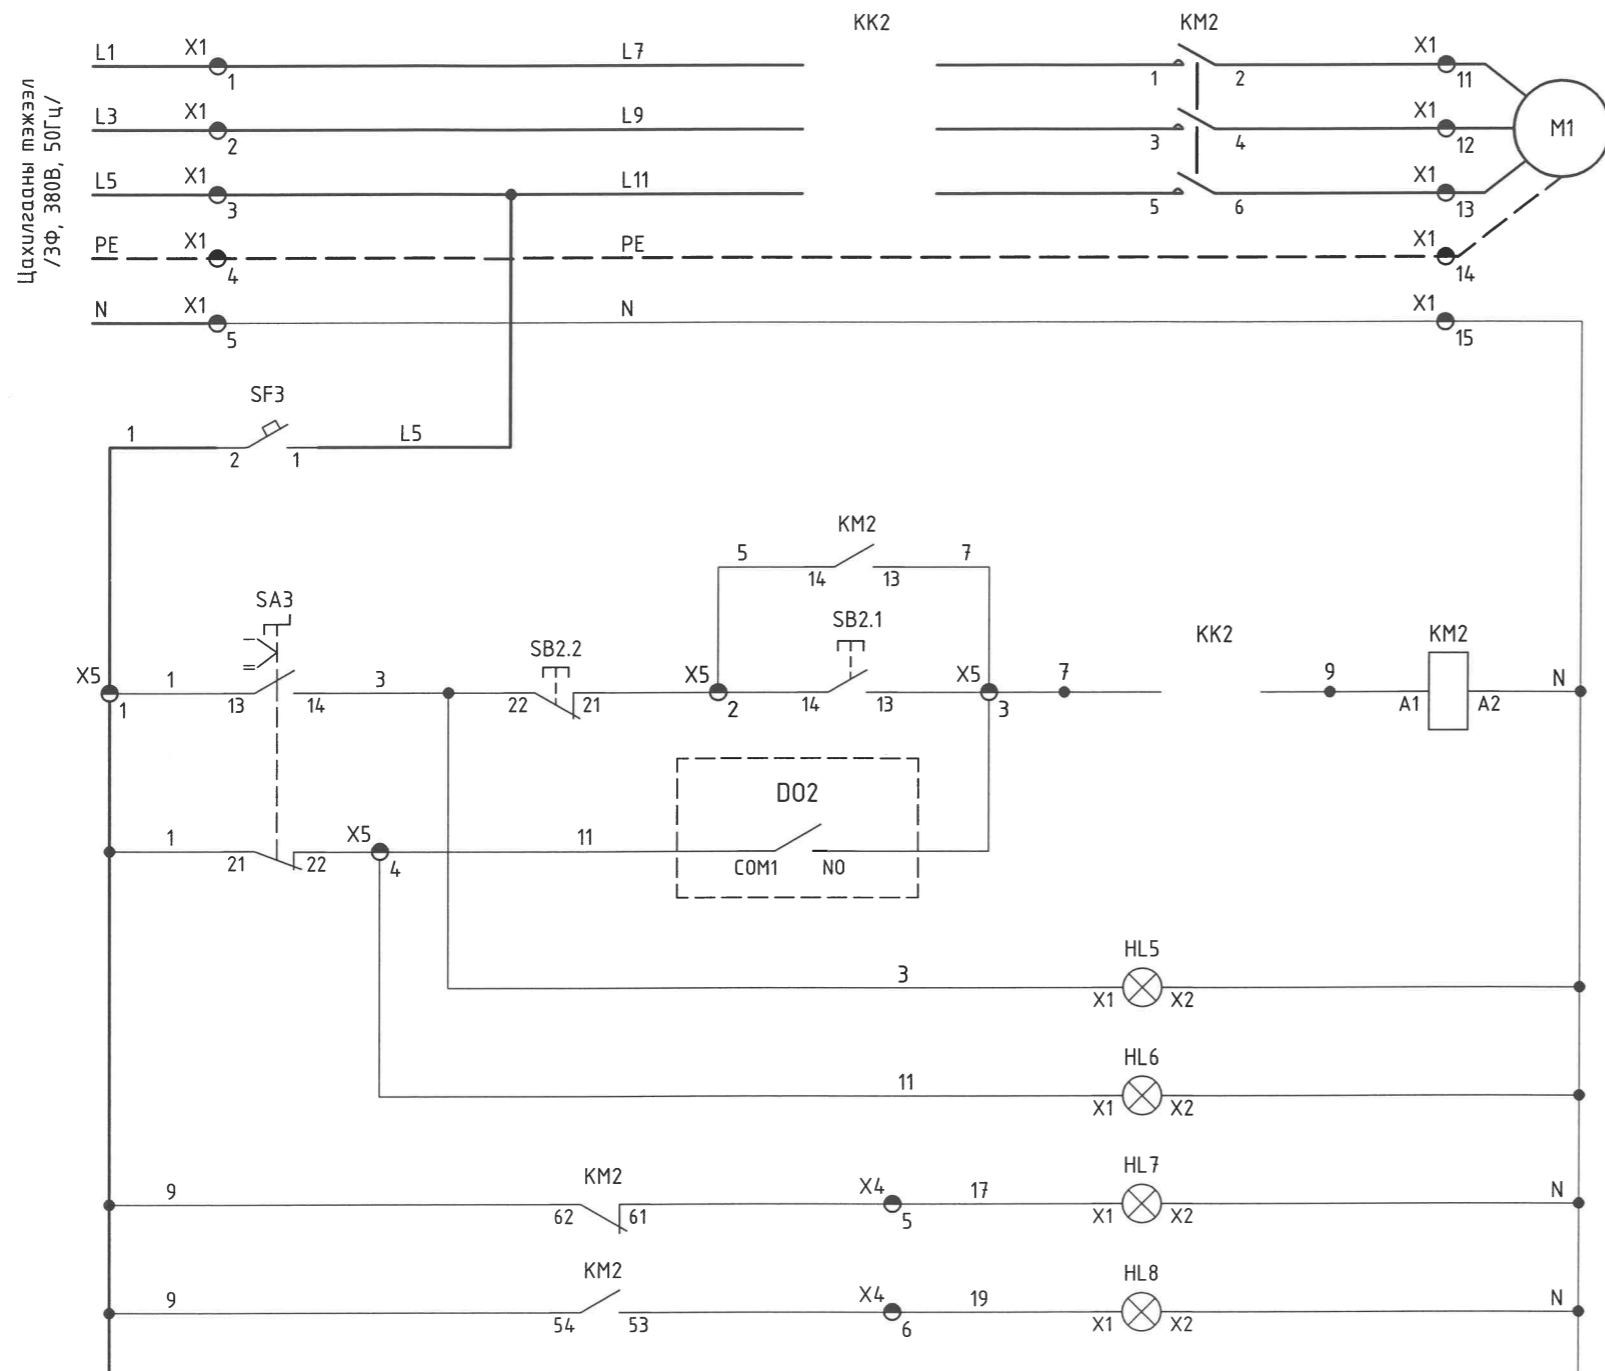 Цахилгааны тэжээл
/3Ф, 380В, 50Гц/
KK2 KM2
L1 X1 L7 X1
1 1 2 11
L3 X1 L9 X1 M1
2 3 4 12
L5 X1 L11 X1
3 5 6 13
PE X1 PE X1
4 14
N X1 N X1
5 15
SF3
1 L5
2 1
KM2
5 7
14 13
SA3 SB2.1
I II
SB2.2 KK2 KM2
X5 1 3 X5 X5 7 9 N
1 13 14 22 21 2 14 13 3 A1 A2
DO2
1 X5 11
21 22 4 COM1 NO
HL5
3
X1 X2
HL6
11
X1 X2
KM2 HL7
9 X4 17 N
62 61 5 X1 X2
KM2 HL8
9 X4 19 N
54 53 6 X1 X2